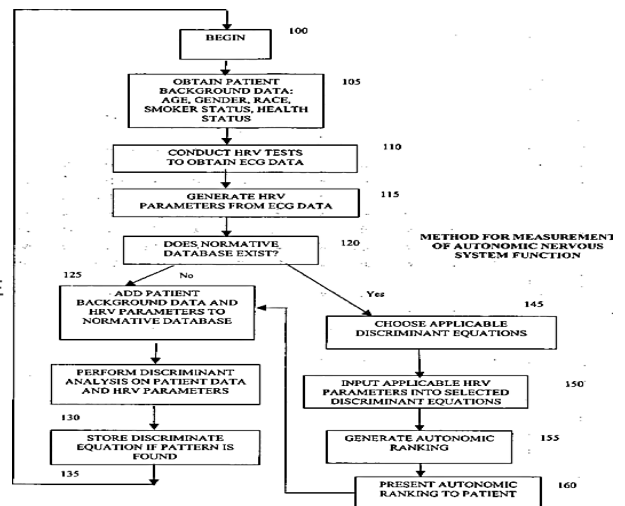 BEGIN
100
OBTAIN PATIENT
BACKGROUND DATA:
AGE, GENDER, RACE,
SMOKER STATUS, HEALTH
STATUS
105
CONDUCT HRV TESTS
TO OBTAIN ECG DATA
110
GENERATE HRV
PARAMETERS FROM ECG DATA
115
DOES NORMATIVE
DATABASE EXIST?
120
METHOD FOR MEASUREMENT
OF AUTONOMIC NERVOUS
SYSTEM FUNCTION
No
Yes
125
ADD PATIENT
BACKGROUND DATA AND
HRV PARAMETERS TO
NORMATIVE DATABASE
145
CHOOSE APPLICABLE
DISCRIMINANT EQUATIONS
PERFORM DISCRIMINANT
ANALYSIS ON PATIENT DATA
AND HRV PARAMETERS
130
INPUT APPLICABLE HRV
PARAMETERS INTO SELECTED
DISCRIMINANT EQUATIONS
150
STORE DISCRIMINATE
EQUATION IF PATTERN IS
FOUND
135
GENERATE AUTONOMIC
RANKING
155
PRESENT AUTONOMIC
RANKING TO PATIENT
160